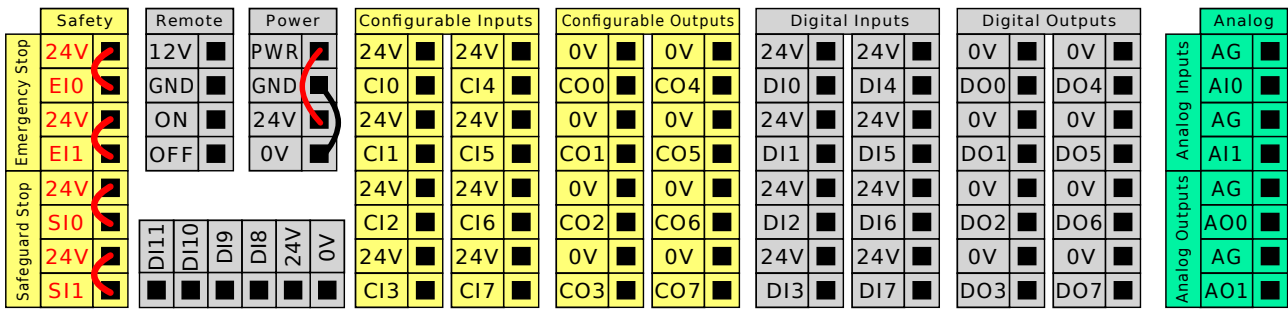 Safety
Emergency Stop
24V
EI0
24V
EI1
Safeguard Stop
24V
SI0
24V
SI1
Remote
12V
GND
ON
OFF
Power
PWR
GND
24V
0V
DI11 DI10 DI9 DI8 24V 0V
Configurable Inputs
24V 24V
CI0 CI4
24V 24V
CI1 CI5
24V 24V
CI2 CI6
24V 24V
CI3 CI7
Configurable Outputs
0V 0V
CO0 CO4
0V 0V
CO1 CO5
0V 0V
CO2 CO6
0V 0V
CO3 CO7
Digital Inputs
24V 24V
DI0 DI4
24V 24V
DI1 DI5
24V 24V
DI2 DI6
24V 24V
DI3 DI7
Digital Outputs
0V 0V
DO0 DO4
0V 0V
DO1 DO5
0V 0V
DO2 DO6
0V 0V
DO3 DO7
Analog
Analog Inputs
AG
AI0
AG
AI1
Analog Outputs
AG
AO0
AG
AO1